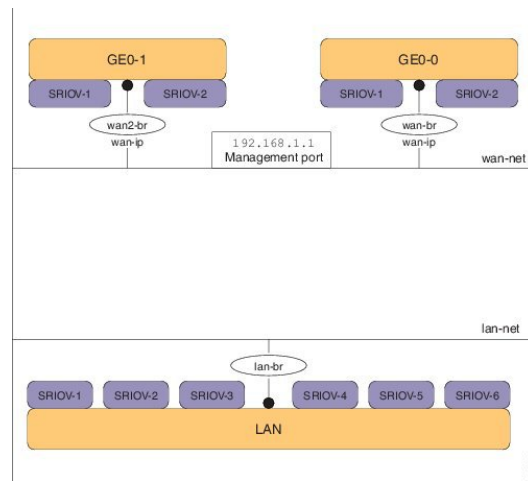 GE0-1
GE0-0
SRIOV-1
SRIOV-2
SRIOV-1
SRIOV-2
wan2-br
wan-ip
192.168.1.1
Management port
wan-br
wan-ip
wan-net
lan-net
lan-br
SRIOV-1
SRIOV-2
SRIOV-3
SRIOV-4
SRIOV-5
SRIOV-6
LAN